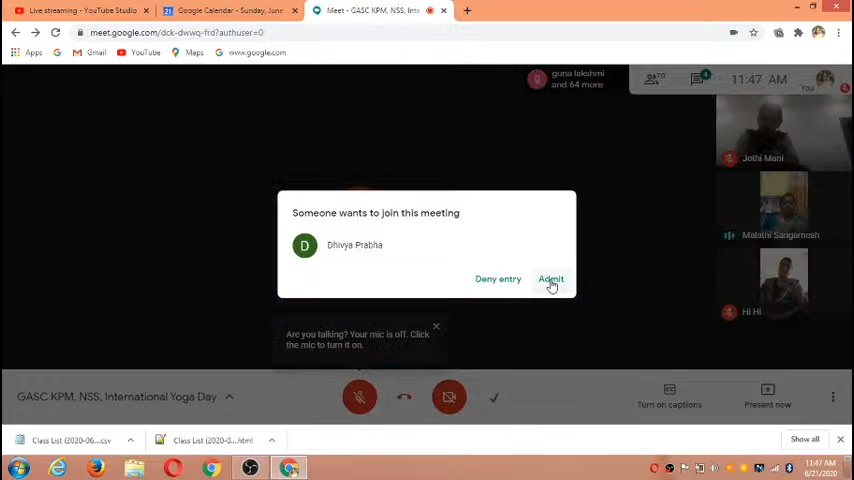 Live streaming - YouTube Studio
Google Calendar - Sunday, June
Meet - GASC KPM, NSS, Inte
meet.google.com/dck-dwwq-frd?authuser=0
Apps
Gmail
YouTube
Maps
www.google.com
guna lakshmi
and 64 more
70
4
11:47 AM
You
Jothi Mani
Someone wants to join this meeting
D
Dhivya Prabha
Malathi Sangamesh
Deny entry
Admit
Hi Hi
Are you talking? Your mic is off. Click
the mic to turn it on.
GASC KPM, NSS, International Yoga Day
Turn on captions
Present now
Class List (2020-06....csv
Class List (2020-0....html
Show all
11:47 AM
6/21/2020